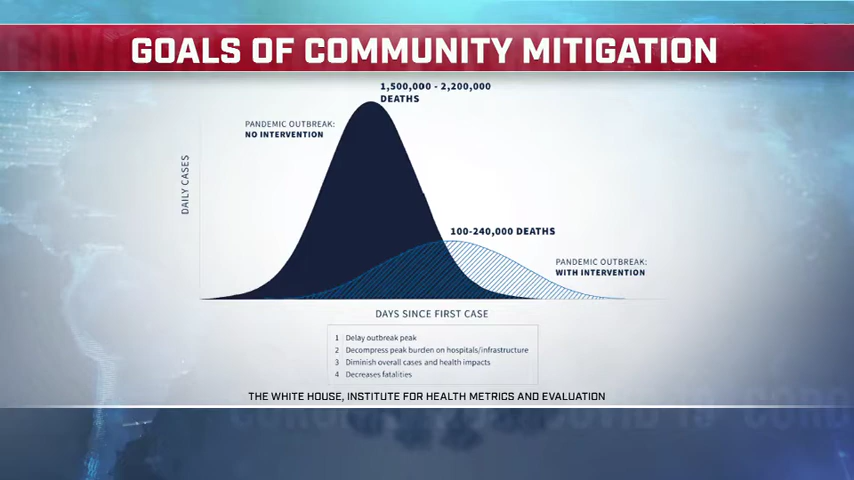 GOALS OF COMMUNITY MITIGATION
1,500,000 - 2,200,000
DEATHS
PANDEMIC OUTBREAK:
NO INTERVENTION
DAILY CASES
100-240,000 DEATHS
PANDEMIC OUTBREAK:
WITH INTERVENTION
DAYS SINCE FIRST CASE
1 Delay outbreak peak
2 Decompress peak burden on hospitals/infrastructure
3 Diminish overall cases and health impacts
4 Decreases fatalities
THE WHITE HOUSE, INSTITUTE FOR HEALTH METRICS AND EVALUATION
COVID 19